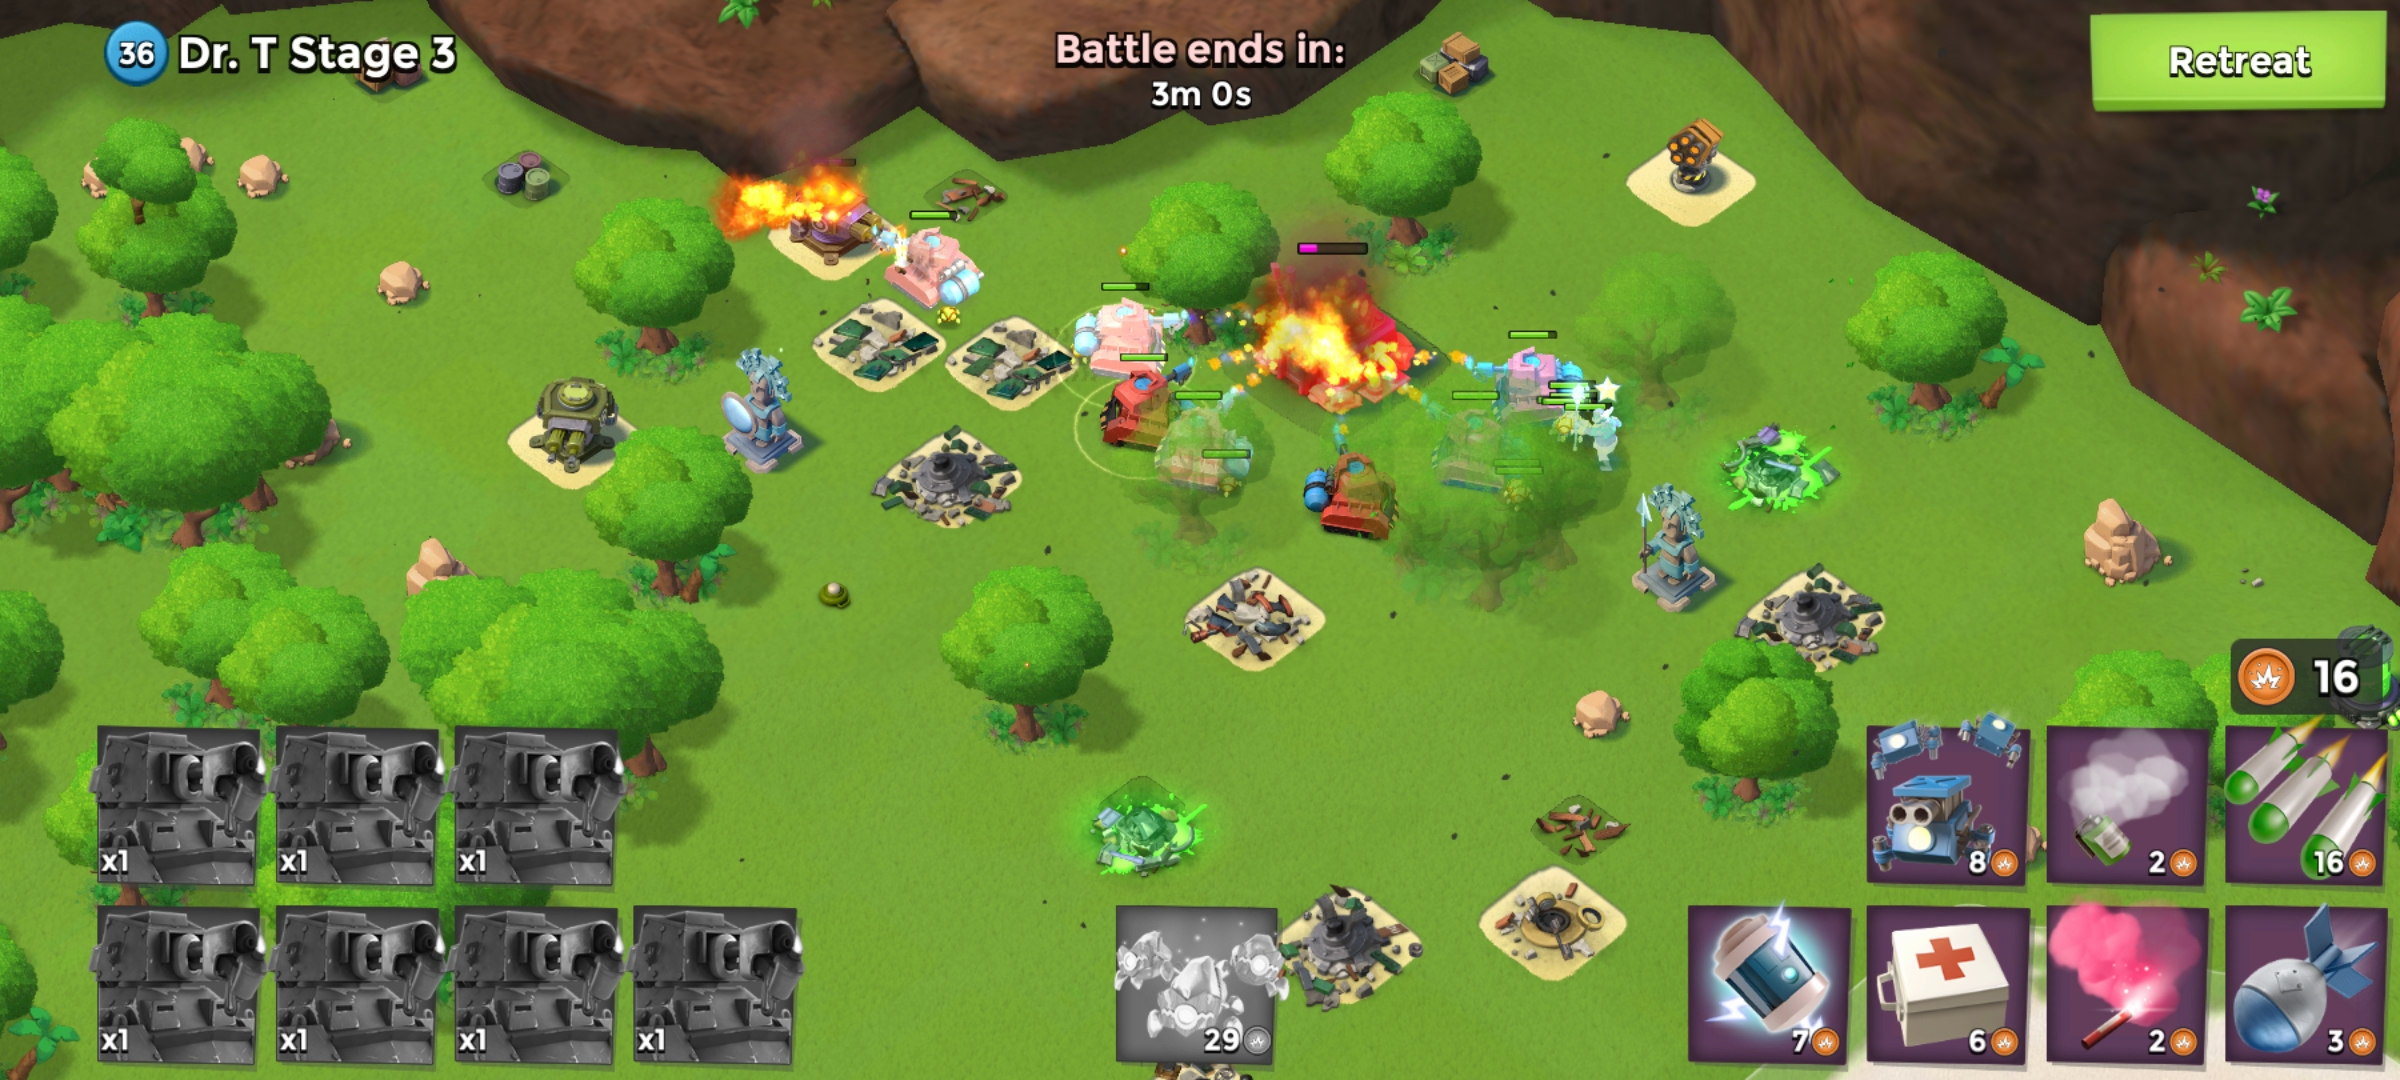 36 Dr. T Stage 3
Battle ends in:
3m 0s
Retreat
16
x1 x1 x1
8 2 16
x1 x1 x1 x1
29
7 6 2 3